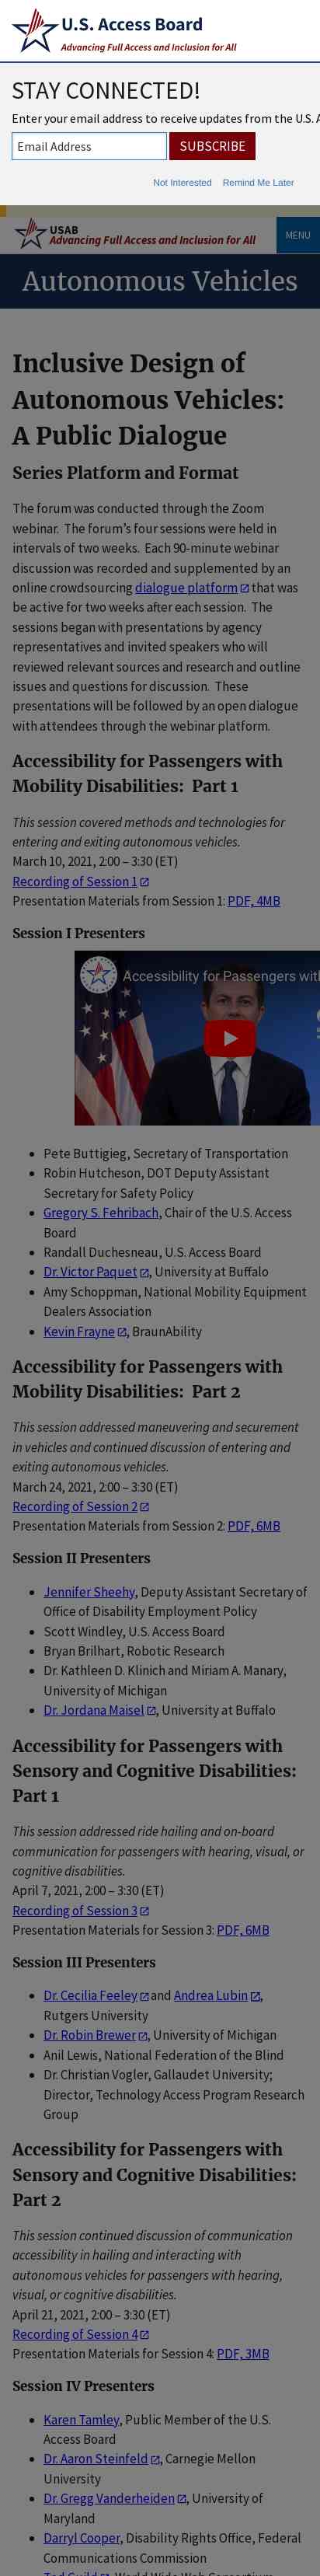 U.S. Access Board
Advancing Full Access and Inclusion for All
STAY CONNECTED!
Enter your email address to receive updates from the U.S. A
Email Address
SUBSCRIBE
Not Interested
Remind Me Later
USAB
Advancing Full Access and Inclusion for All
MENU
Autonomous Vehicles
Inclusive Design of
Autonomous Vehicles:
A Public Dialogue
Series Platform and Format
The forum was conducted through the Zoom
webinar. The forum’s four sessions were held in
intervals of two weeks. Each 90-minute webinar
discussion was recorded and supplemented by an
online crowdsourcing dialogue platform that was
be active for two weeks after each session. The
sessions began with presentations by agency
representatives and invited speakers who will
reviewed relevant sources and research and outline
issues and questions for discussion. These
presentations will be followed by an open dialogue
with attendees through the webinar platform.
Accessibility for Passengers with
Mobility Disabilities: Part 1
This session covered methods and technologies for
entering and exiting autonomous vehicles.
March 10, 2021, 2:00 – 3:30 (ET)
Recording of Session 1
Presentation Materials from Session 1: PDF, 4MB
Session I Presenters
Accessibility for Passengers wit
Pete Buttigieg, Secretary of Transportation
Robin Hutcheson, DOT Deputy Assistant
Secretary for Safety Policy
Gregory S. Fehribach, Chair of the U.S. Access
Board
Randall Duchesneau, U.S. Access Board
Dr. Victor Paquet, University at Buffalo
Amy Schoppman, National Mobility Equipment
Dealers Association
Kevin Frayne, BraunAbility
Accessibility for Passengers with
Mobility Disabilities: Part 2
This session addressed maneuvering and securement
in vehicles and continued discussion of entering and
exiting autonomous vehicles.
March 24, 2021, 2:00 – 3:30 (ET)
Recording of Session 2
Presentation Materials from Session 2: PDF, 6MB
Session II Presenters
Jennifer Sheehy, Deputy Assistant Secretary of
Office of Disability Employment Policy
Scott Windley, U.S. Access Board
Bryan Brilhart, Robotic Research
Dr. Kathleen D. Klinich and Miriam A. Manary,
University of Michigan
Dr. Jordana Maisel, University at Buffalo
Accessibility for Passengers with
Sensory and Cognitive Disabilities:
Part 1
This session addressed ride hailing and on-board
communication for passengers with hearing, visual, or
cognitive disabilities.
April 7, 2021, 2:00 – 3:30 (ET)
Recording of Session 3
Presentation Materials for Session 3: PDF, 6MB
Session III Presenters
Dr. Cecilia Feeley and Andrea Lubin,
Rutgers University
Dr. Robin Brewer, University of Michigan
Anil Lewis, National Federation of the Blind
Dr. Christian Vogler, Gallaudet University;
Director, Technology Access Program Research
Group
Accessibility for Passengers with
Sensory and Cognitive Disabilities:
Part 2
This session continued discussion of communication
accessibility in hailing and interacting with
autonomous vehicles for passengers with hearing,
visual, or cognitive disabilities.
April 21, 2021, 2:00 – 3:30 (ET)
Recording of Session 4
Presentation Materials for Session 4: PDF, 3MB
Session IV Presenters
Karen Tamley, Public Member of the U.S.
Access Board
Dr. Aaron Steinfeld, Carnegie Mellon
University
Dr. Gregg Vanderheiden, University of
Maryland
Darryl Cooper, Disability Rights Office, Federal
Communications Commission